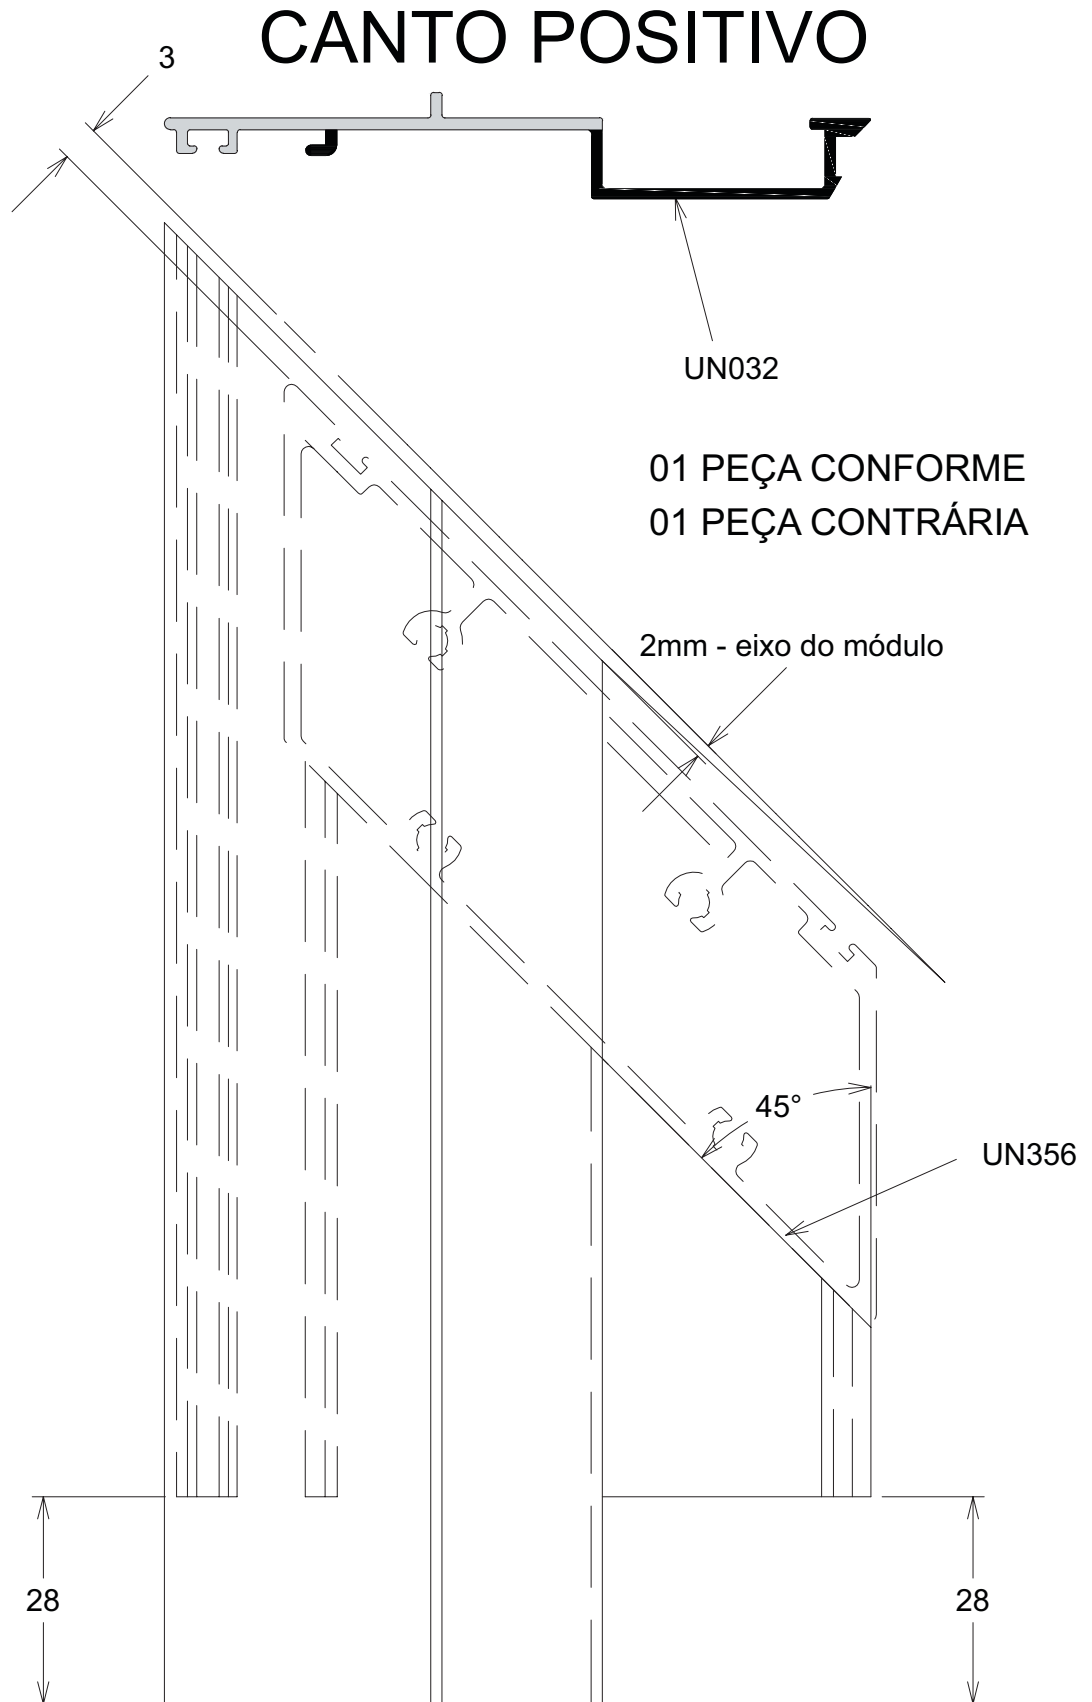 CANTO POSITIVO
3
UN032
01 PEÇA CONFORME
01 PEÇA CONTRÁRIA
2mm - eixo do módulo
45°
UN356
28
28